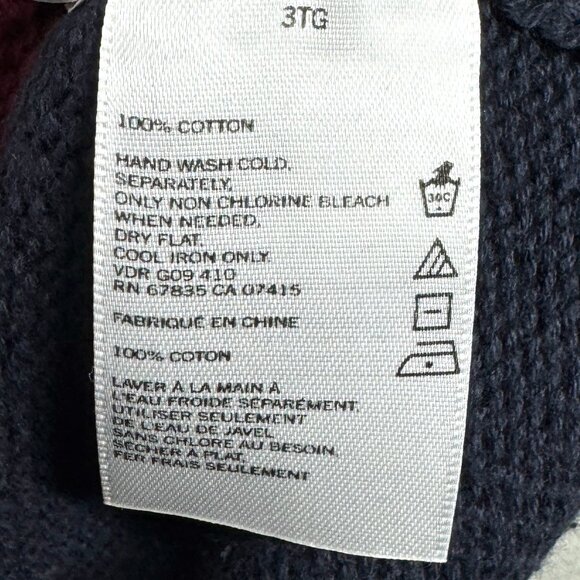 3TG
100% COTTON
HAND WASH COLD.
SEPARATELY.
ONLY NON CHLORINE BLEACH
WHEN NEEDED.
DRY FLAT.
COOL IRON ONLY.
VDR G09 410
RN 67835 CA 07415
30C
FABRIQUÉ EN CHINE
100% COTON
LAVER À LA MAIN À
L'EAU FROIDE SÉPARÉMENT.
UTILISER SEULEMENT
DE L'EAU DE JAVEL
SANS CHLORE AU BESOIN.
SÉCHER À PLAT.
FER FRAIS SEULEMENT